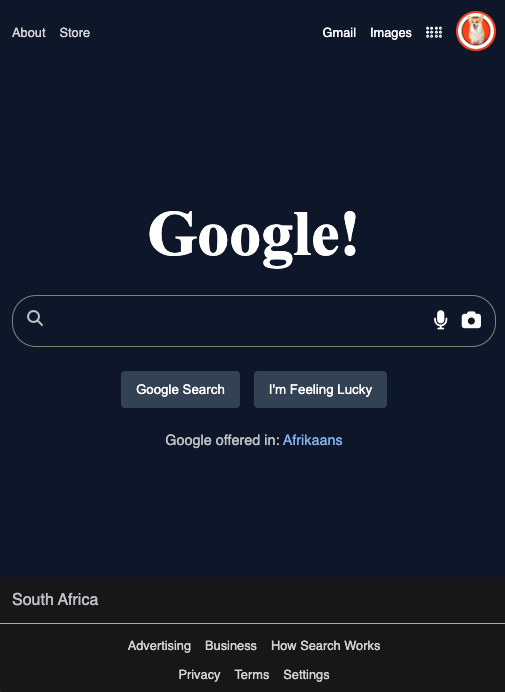 About Store Gmail Images
Google!
Google Search I'm Feeling Lucky
Google offered in: Afrikaans
South Africa
Advertising Business How Search Works
Privacy Terms Settings